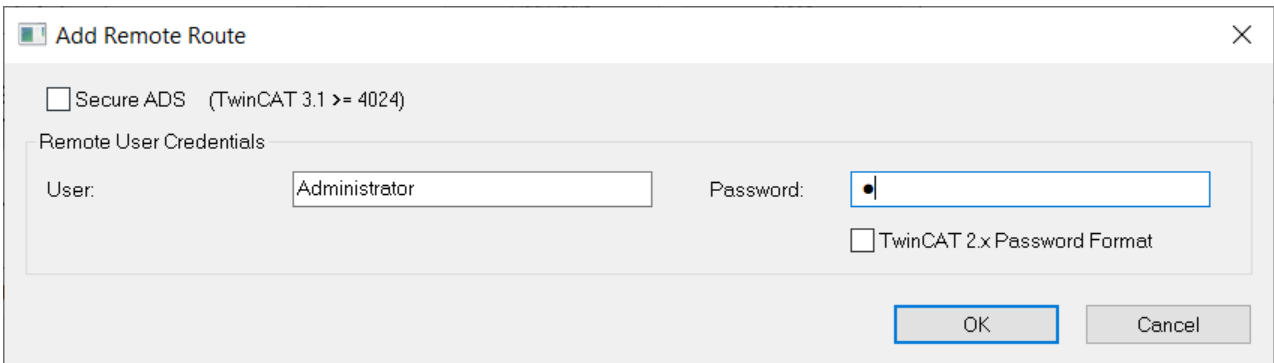 Add Remote Route
Secure ADS (TwinCAT 3.1 >= 4024)
Remote User Credentials
User: Administrator Password: ●
TwinCAT 2.x Password Format
OK Cancel